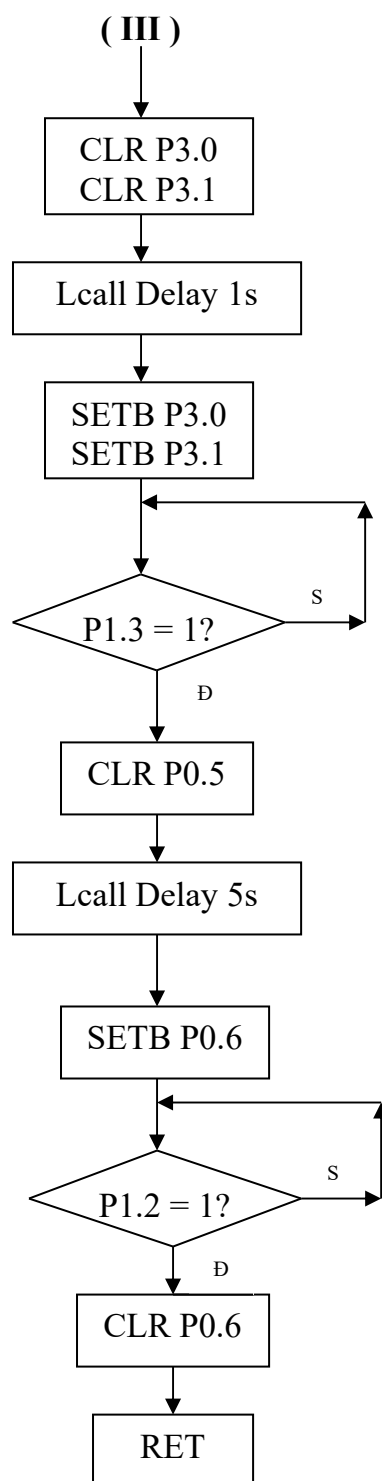 ( III )
CLR P3.0
CLR P3.1
Lcall Delay 1s
SETB P3.0
SETB P3.1
P1.3 = 1?
S
Đ
CLR P0.5
Lcall Delay 5s
SETB P0.6
P1.2 = 1?
S
Đ
CLR P0.6
RET